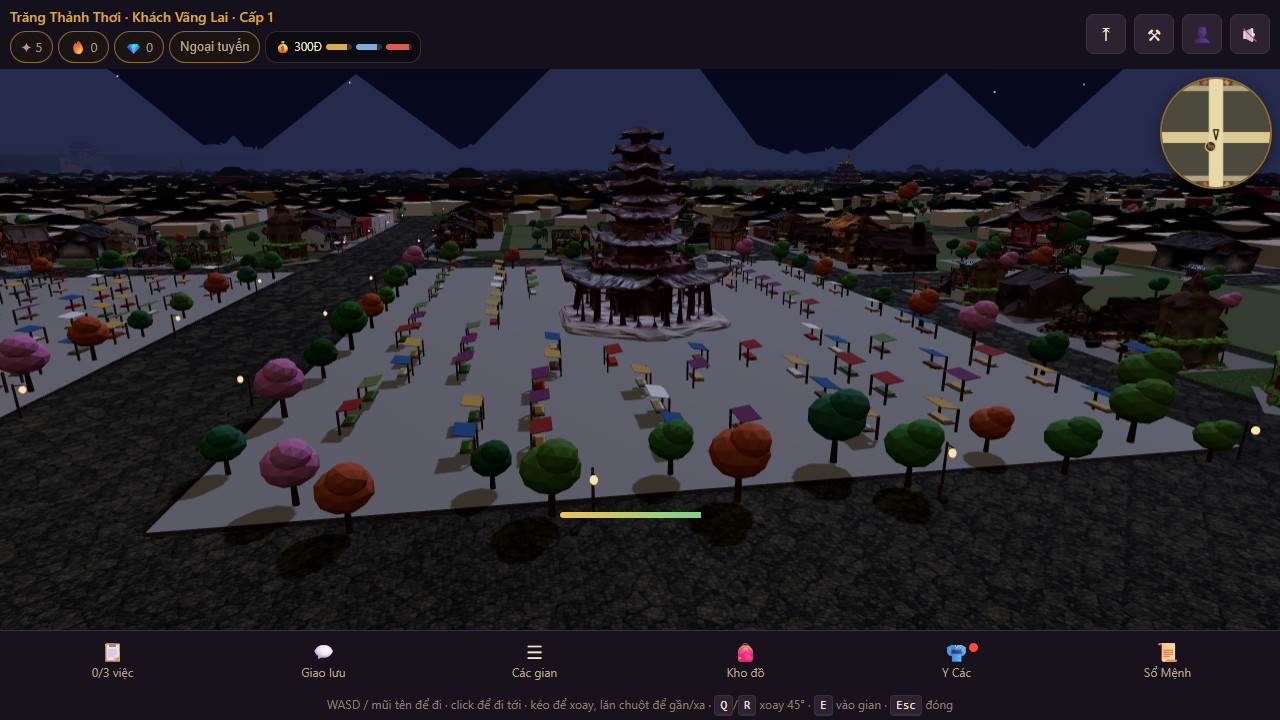 Trăng Thảnh Thơi · Khách Vãng Lai · Cấp 1
5
0
0
Ngoại tuyến
300Đ
0/3 việc
Giao lưu
Các gian
Kho đồ
Y Các
Sổ Mệnh
WASD / mũi tên để đi · click để đi tới · kéo để xoay, lăn chuột để gần/xa · Q / R xoay 45° · E vào gian · Esc đóng